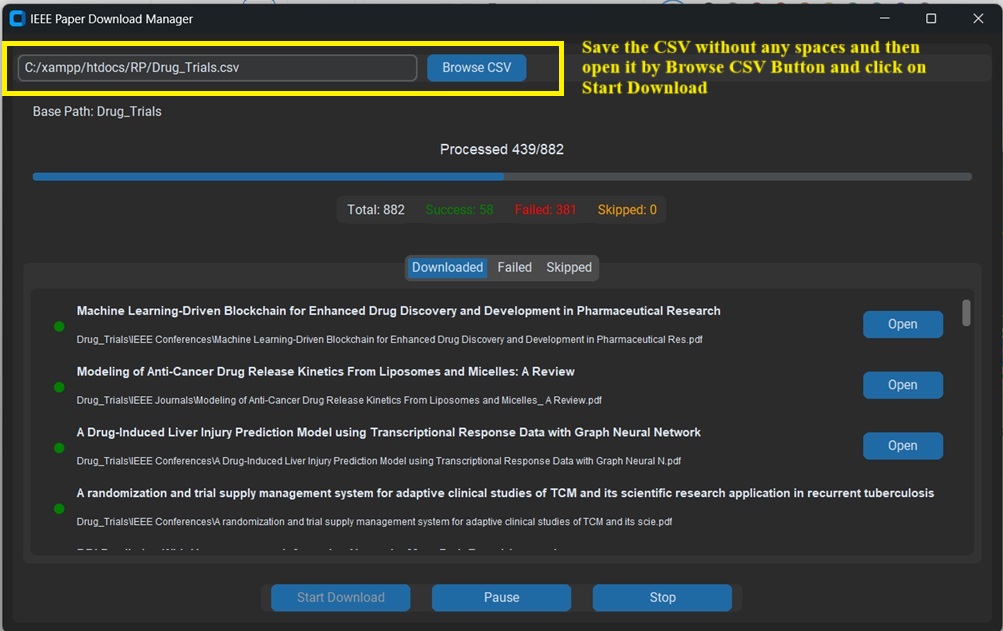 IEEE Paper Download Manager
C:/xampp/htdocs/RP/Drug_Trials.csv
Browse CSV
Save the CSV without any spaces and then
open it by Browse CSV Button and click on
Start Download
Base Path: Drug_Trials
Processed 439/882
Total: 882 Success: 58 Failed: 381 Skipped: 0
Downloaded Failed Skipped
Machine Learning-Driven Blockchain for Enhanced Drug Discovery and Development in Pharmaceutical Research
Drug_Trials\IEEE Conferences\Machine Learning-Driven Blockchain for Enhanced Drug Discovery and Development in Pharmaceutical Res.pdf
Open
Modeling of Anti-Cancer Drug Release Kinetics From Liposomes and Micelles: A Review
Drug_Trials\IEEE Journals\Modeling of Anti-Cancer Drug Release Kinetics From Liposomes and Micelles_ A Review.pdf
Open
A Drug-Induced Liver Injury Prediction Model using Transcriptional Response Data with Graph Neural Network
Drug_Trials\IEEE Conferences\A Drug-Induced Liver Injury Prediction Model using Transcriptional Response Data with Graph Neural N.pdf
Open
A randomization and trial supply management system for adaptive clinical studies of TCM and its scientific research application in recurrent tuberculosis
Drug_Trials\IEEE Conferences\A randomization and trial supply management system for adaptive clinical studies of TCM and its scie.pdf
Start Download Pause Stop